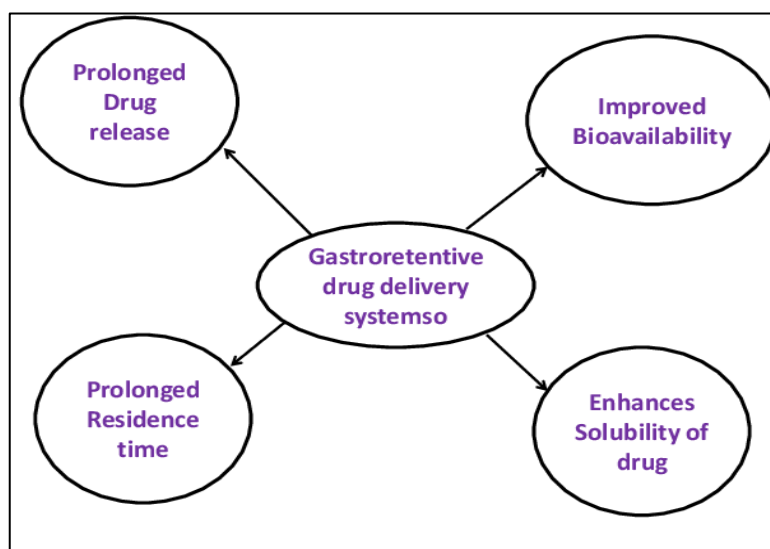 Prolonged
Drug
release
Improved
Bioavailability
Gastroretentive
drug delivery
systemso
Prolonged
Residence
time
Enhances
Solubility of
drug